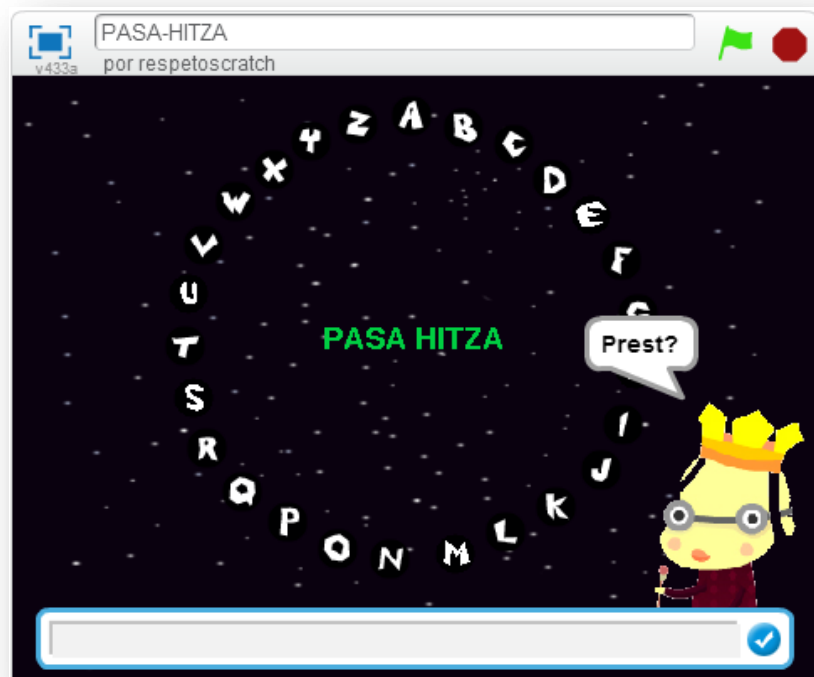 PASA-HITZA
v433a
por respetoscratch
A
B
C
D
E
F
G
I
J
K
L
M
N
O
P
Q
R
S
T
U
V
W
X
Y
Z
PASA HITZA
Prest?